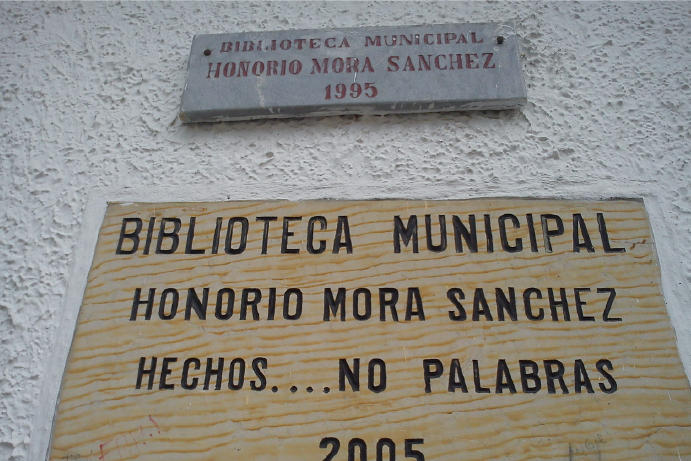 BIBLIOTECA MUNICIPAL
HONORIO MORA SANCHEZ
1995
BIBLIOTECA MUNICIPAL
HONORIO MORA SANCHEZ
HECHOS....NO PALABRAS
2005